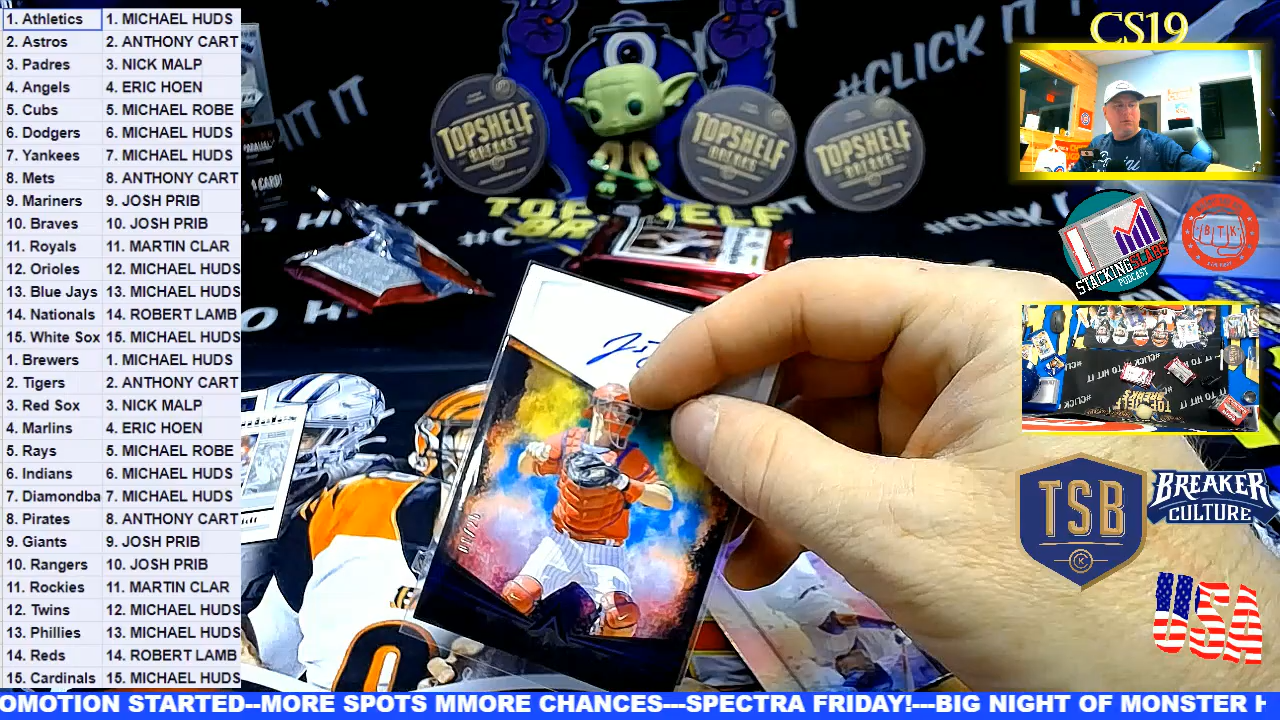 1. Athletics 1. MICHAEL HUDS
2. Astros 2. ANTHONY CART
3. Padres 3. NICK MALP
4. Angels 4. ERIC HOEN
5. Cubs 5. MICHAEL ROBE
6. Dodgers 6. MICHAEL HUDS
7. Yankees 7. MICHAEL HUDS
8. Mets 8. ANTHONY CART
9. Mariners 9. JOSH PRIB
10. Braves 10. JOSH PRIB
11. Royals 11. MARTIN CLAR
12. Orioles 12. MICHAEL HUDS
13. Blue Jays 13. MICHAEL HUDS
14. Nationals 14. ROBERT LAMB
15. White Sox 15. MICHAEL HUDS
1. Brewers 1. MICHAEL HUDS
2. Tigers 2. ANTHONY CART
3. Red Sox 3. NICK MALP
4. Marlins 4. ERIC HOEN
5. Rays 5. MICHAEL ROBE
6. Indians 6. MICHAEL HUDS
7. Diamondba 7. MICHAEL HUDS
8. Pirates 8. ANTHONY CART
9. Giants 9. JOSH PRIB
10. Rangers 10. JOSH PRIB
11. Rockies 11. MARTIN CLAR
12. Twins 12. MICHAEL HUDS
13. Phillies 13. MICHAEL HUDS
14. Reds 14. ROBERT LAMB
15. Cardinals 15. MICHAEL HUDS
CS19
#CLICK IT
TOPSHELF
BREAKS
TOPSHELF
BREAKS
TOPSHELF
BREAKS
STACKING SLABS
PODCAST
BTK
TSB
K
BREAKER
CULTURE
USA
OMOTION STARTED--MORE SPOTS MMORE CHANCES---SPECTRA FRIDAY!---BIG NIGHT OF MONSTER H